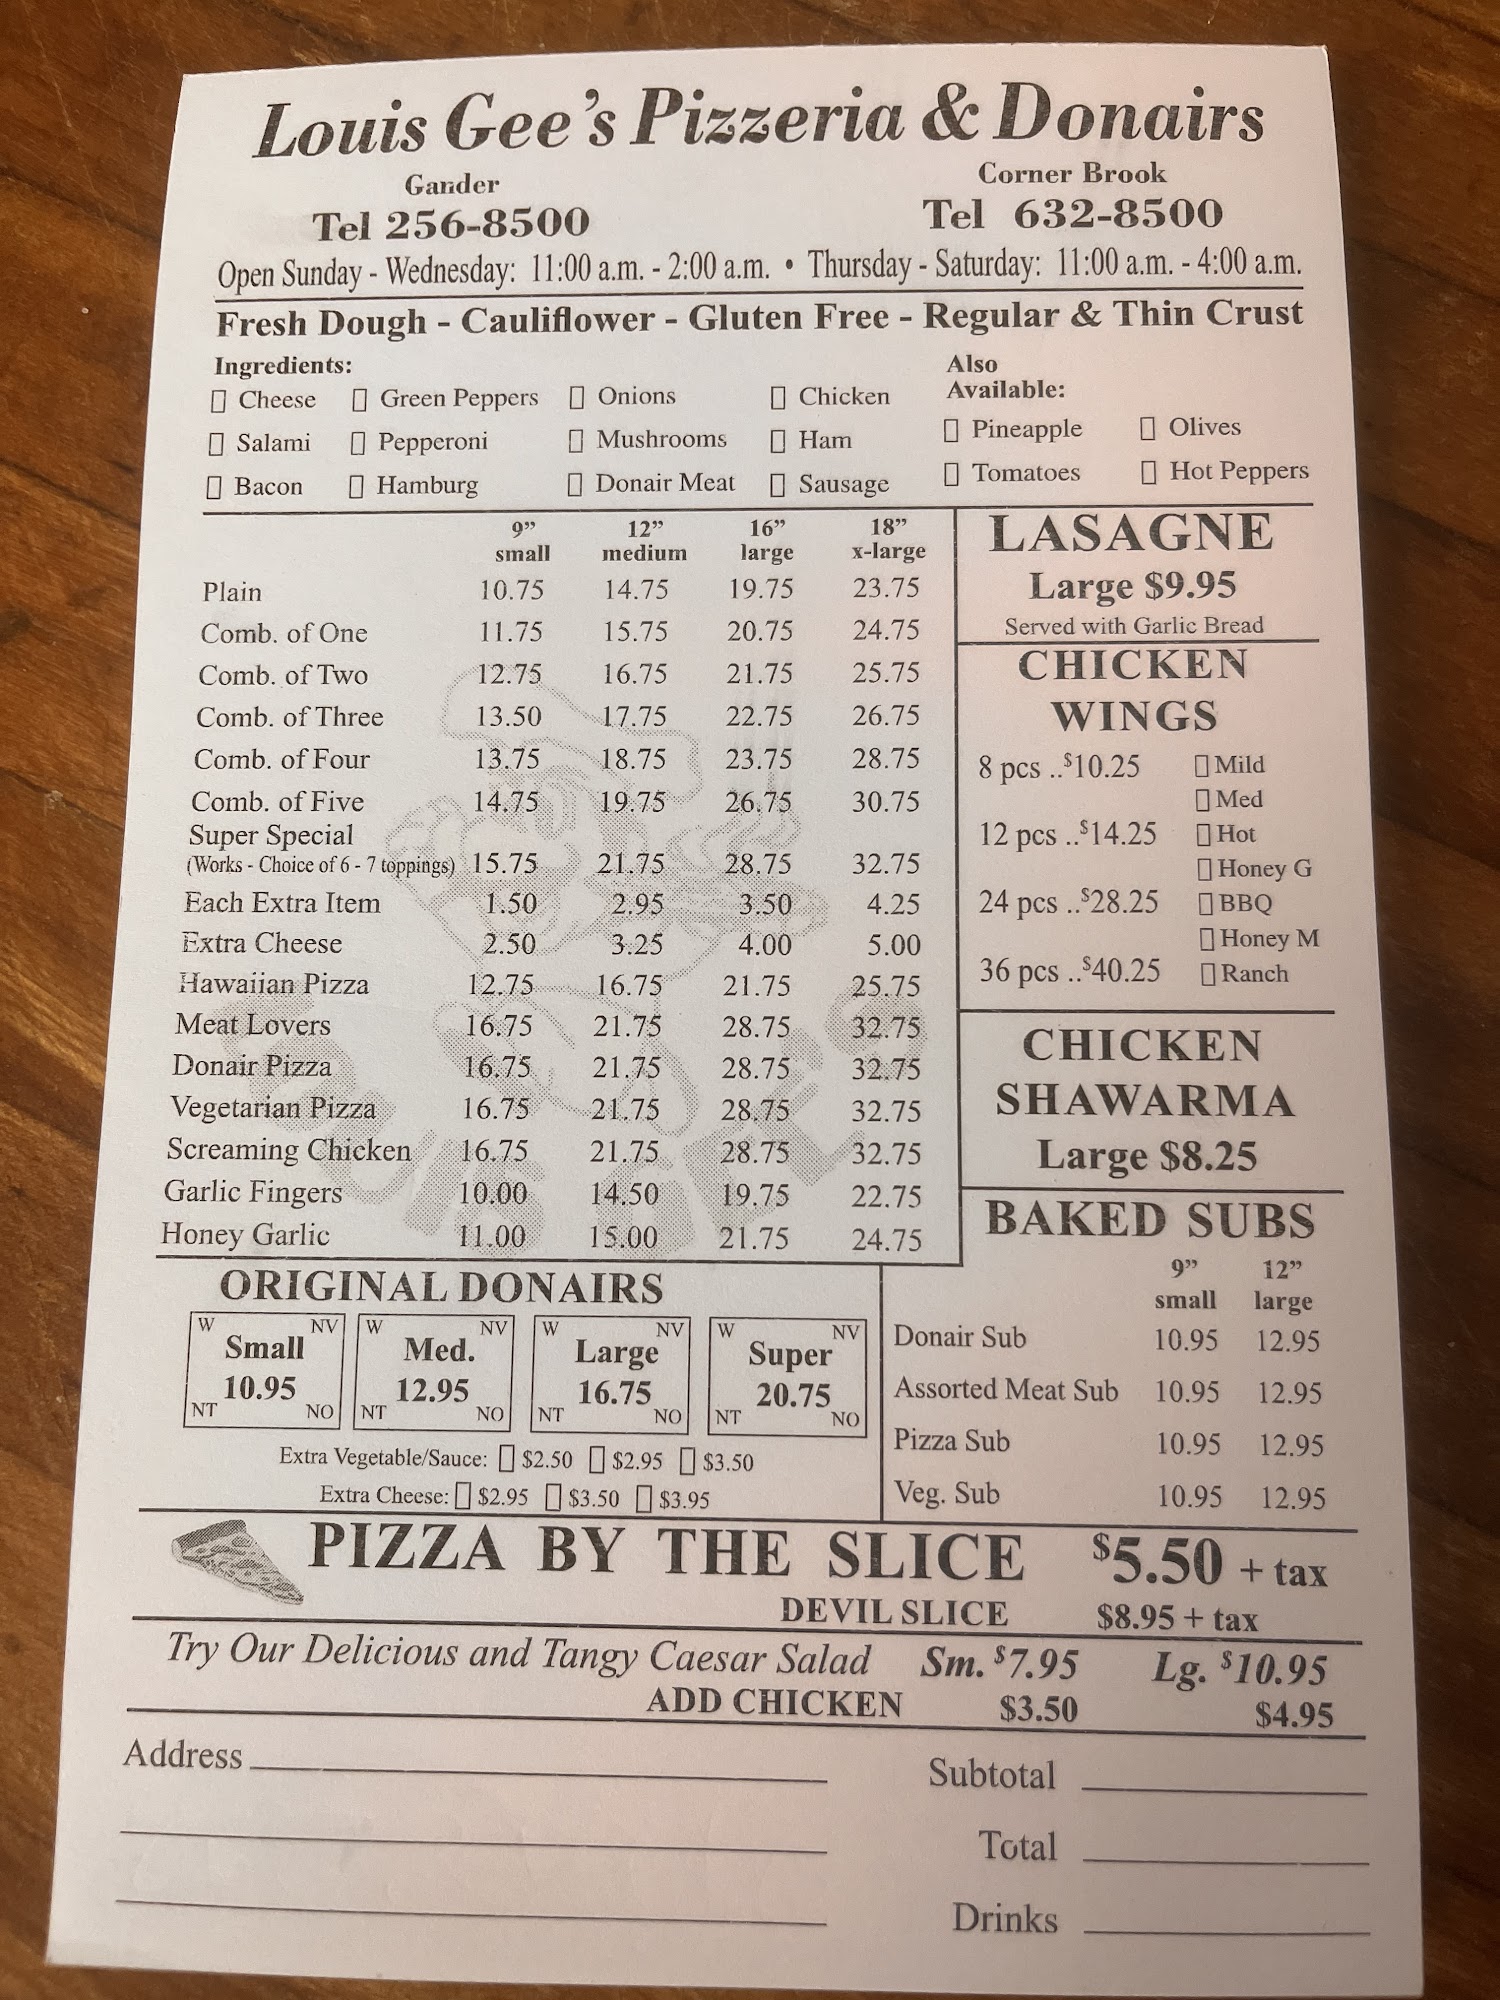 Louis Gee's Pizzeria & Donairs
Gander Corner Brook
Tel 256-8500 Tel 632-8500
Open Sunday - Wednesday: 11:00 a.m. - 2:00 a.m. • Thursday - Saturday: 11:00 a.m. - 4:00 a.m.
Fresh Dough - Cauliflower - Gluten Free - Regular & Thin Crust
Ingredients:
Cheese Green Peppers Onions Chicken
Salami Pepperoni Mushrooms Ham
Bacon Hamburg Donair Meat Sausage
Also
Available:
Pineapple Olives
Tomatoes Hot Peppers
9" 12" 16" 18"
small medium large x-large
Plain 10.75 14.75 19.75 23.75
Comb. of One 11.75 15.75 20.75 24.75
Comb. of Two 12.75 16.75 21.75 25.75
Comb. of Three 13.50 17.75 22.75 26.75
Comb. of Four 13.75 18.75 23.75 28.75
Comb. of Five 14.75 19.75 26.75 30.75
Super Special
(Works - Choice of 6 - 7 toppings) 15.75 21.75 28.75 32.75
Each Extra Item 1.50 2.95 3.50 4.25
Extra Cheese 2.50 3.25 4.00 5.00
Hawaiian Pizza 12.75 16.75 21.75 25.75
Meat Lovers 16.75 21.75 28.75 32.75
Donair Pizza 16.75 21.75 28.75 32.75
Vegetarian Pizza 16.75 21.75 28.75 32.75
Screaming Chicken 16.75 21.75 28.75 32.75
Garlic Fingers 10.00 14.50 19.75 22.75
Honey Garlic 11.00 15.00 21.75 24.75
LASAGNE
Large $9.95
Served with Garlic Bread
CHICKEN
WINGS
8 pcs ..$10.25 Mild
Med
12 pcs ..$14.25 Hot
Honey G
24 pcs ..$28.25 BBQ
Honey M
36 pcs ..$40.25 Ranch
CHICKEN
SHAWARMA
Large $8.25
BAKED SUBS
9" 12"
small large
Donair Sub 10.95 12.95
Assorted Meat Sub 10.95 12.95
Pizza Sub 10.95 12.95
Veg. Sub 10.95 12.95
ORIGINAL DONAIRS
W NV W NV W NV W NV
Small Med. Large Super
10.95 12.95 16.75 20.75
NT NO NT NO NT NO NT NO
Extra Vegetable/Sauce: $2.50 $2.95 $3.50
Extra Cheese: $2.95 $3.50 $3.95
PIZZA BY THE SLICE $5.50 + tax
DEVIL SLICE $8.95 + tax
Try Our Delicious and Tangy Caesar Salad Sm. $7.95 Lg. $10.95
ADD CHICKEN $3.50 $4.95
Address Subtotal
Total
Drinks